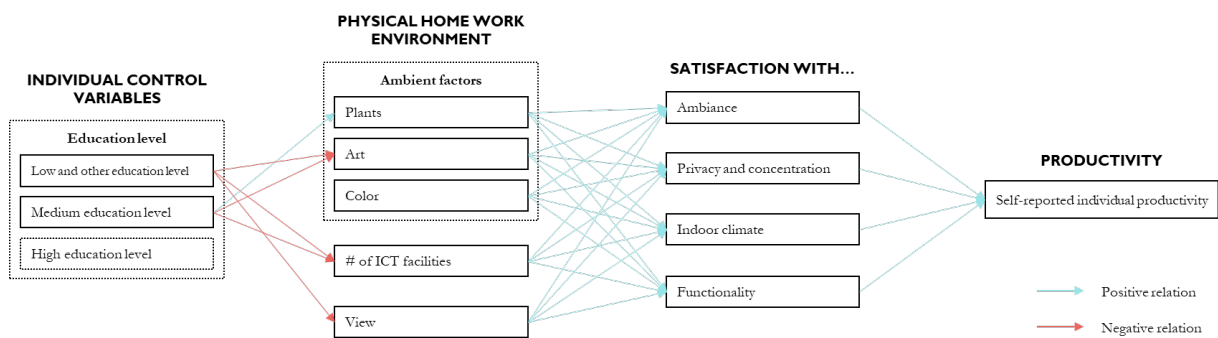 INDIVIDUAL CONTROL
VARIABLES
Education level
Low and other education level
Medium education level
High education level
PHYSICAL HOME WORK
ENVIRONMENT
Ambient factors
Plants
Art
Color
# of ICT facilities
View
SATISFACTION WITH...
Ambiance
Privacy and concentration
Indoor climate
Functionality
PRODUCTIVITY
Self-reported individual productivity
Positive relation
Negative relation